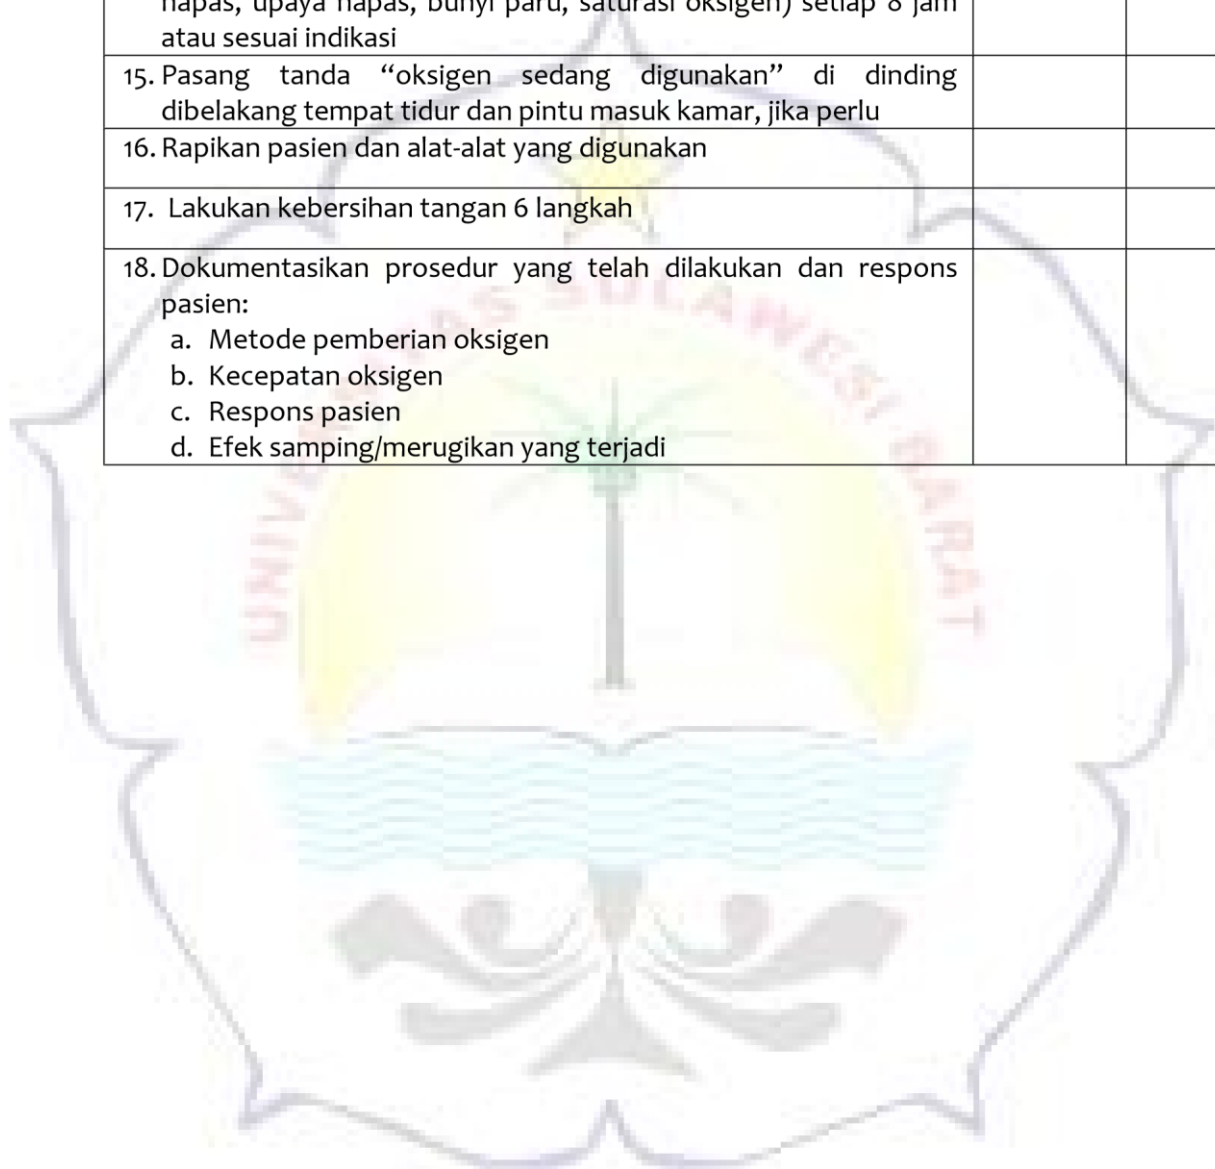 napas, upaya napas, bunyi paru, saturasi oksigen) setiap 8 jam
atau sesuai indikasi
15. Pasang tanda “oksigen sedang digunakan” di dinding
dibelakang tempat tidur dan pintu masuk kamar, jika perlu
16. Rapikan pasien dan alat-alat yang digunakan
17. Lakukan kebersihan tangan 6 langkah
18. Dokumentasikan prosedur yang telah dilakukan dan respons
pasien:
a. Metode pemberian oksigen
b. Kecepatan oksigen
c. Respons pasien
d. Efek samping/merugikan yang terjadi
UNIVERSITAS SULAWESI BARAT